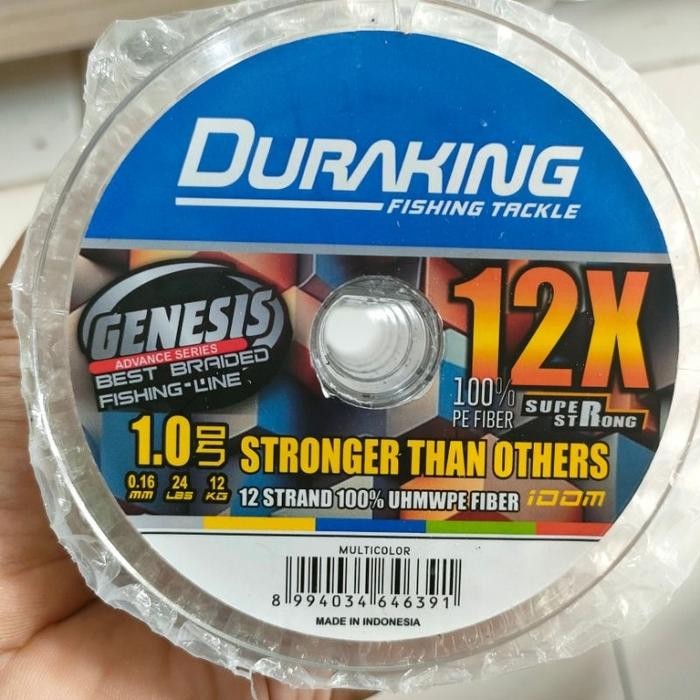 DURAKING
FISHING TACKLE
GENESIS
ADVANCE SERIES
BEST BRAIDED
FISHING-LINE
12X
100%
PE FIBER
SUPER
STRONG
1.0
0.16 MM 24 LBS 12 KG
STRONGER THAN OTHERS
12 STRAND 100% UHMWPE FIBER 100M
MULTICOLOR
8 994034 646391
MADE IN INDONESIA